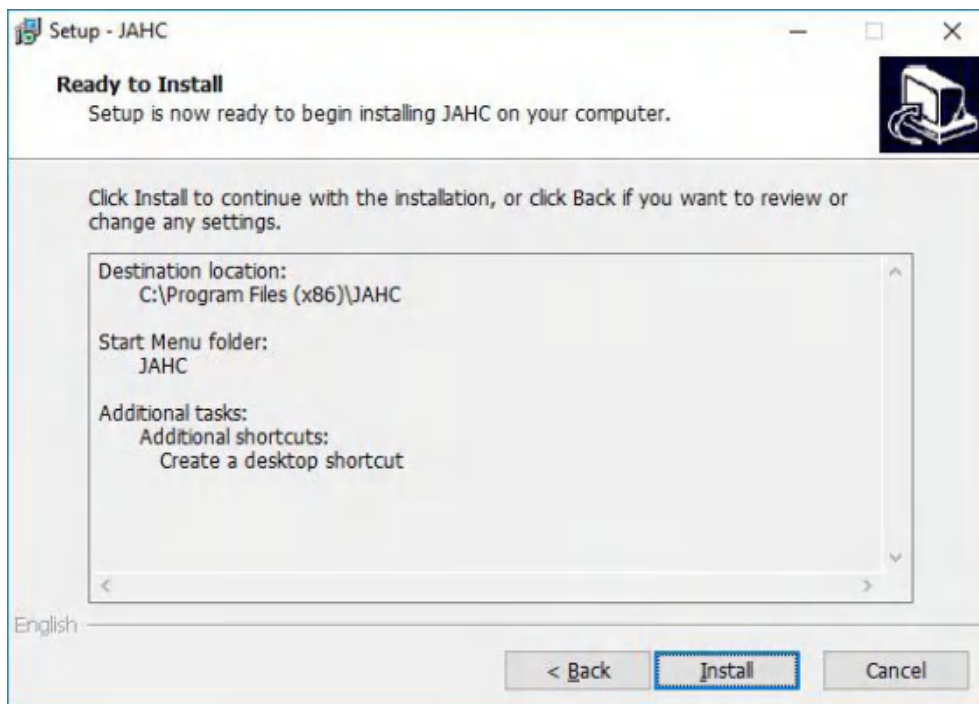 Setup - JAHC
Ready to Install
Setup is now ready to begin installing JAHC on your computer.
Click Install to continue with the installation, or click Back if you want to review or
change any settings.
Destination location:
C:\Program Files (x86)\JAHC
Start Menu folder:
JAHC
Additional tasks:
Additional shortcuts:
Create a desktop shortcut
English
< Back
Install
Cancel